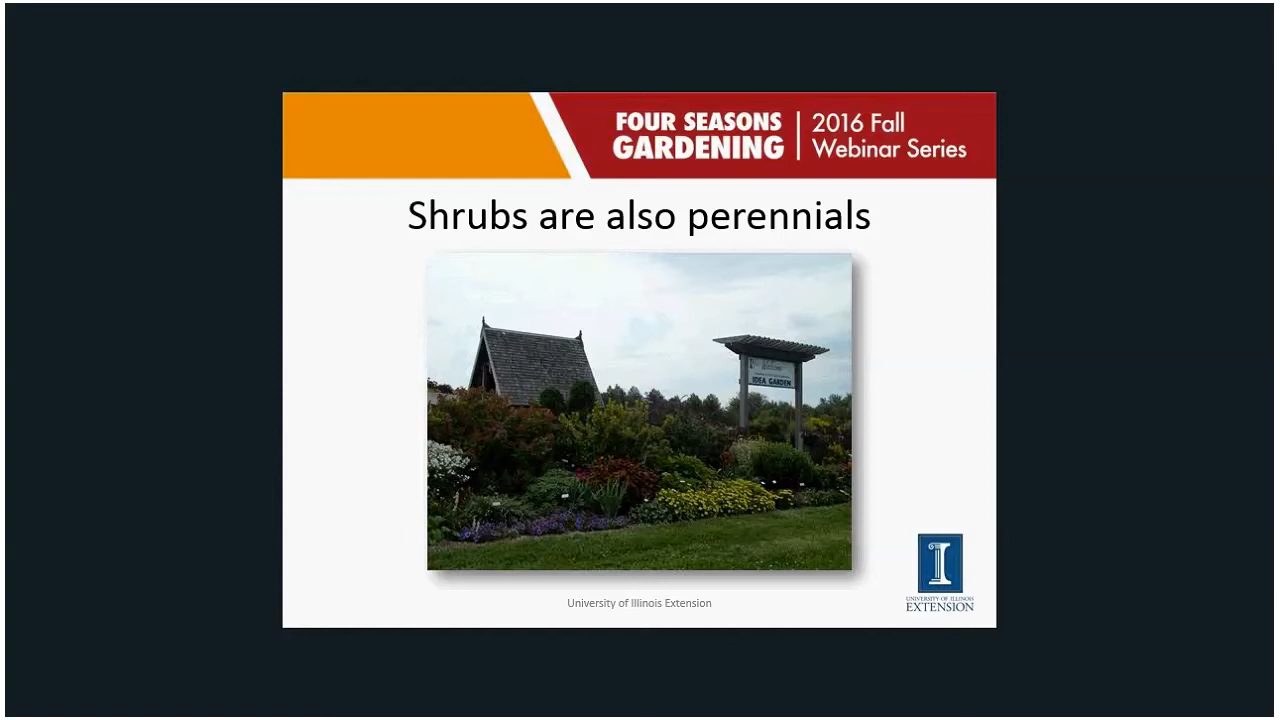 FOUR SEASONS
GARDENING
2016 Fall
Webinar Series
Shrubs are also perennials
IDEA GARDEN
University of Illinois Extension
I
UNIVERSITY OF ILLINOIS
EXTENSION